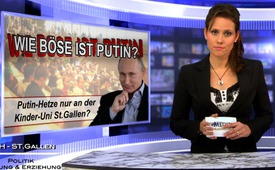 WIE BÖSE IST PUTIN?
Putin-Hetze nur an der
Kinder-Uni St.Gallen?
H - ST.GALLEN
POLITIK
UNG & ERZIEHUNG